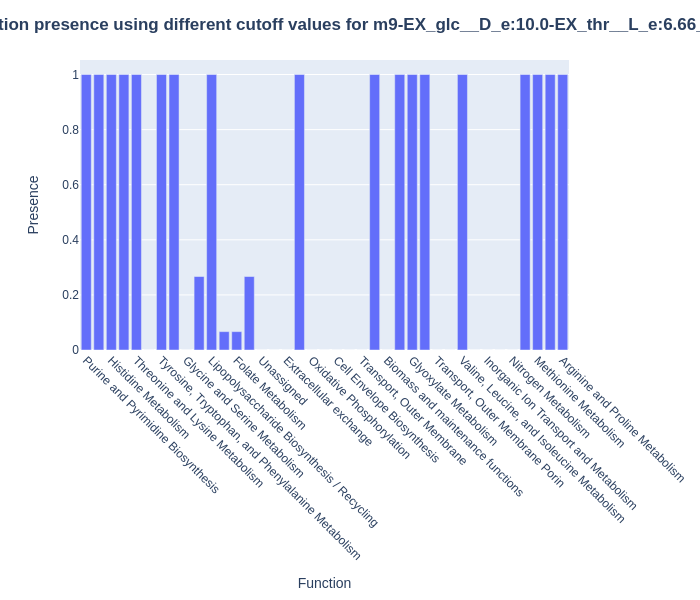 tion presence using different cutoff values for m9-EX_glc__D_e:10.0-EX_thr__L_e:6.66_
Presence
1
0.8
0.6
0.4
0.2
0
Purine and Pyrimidine Biosynthesis
Histidine Metabolism
Threonine and Lysine Metabolism
Tyrosine, Tryptophan, and Phenylalanine Metabolism
Glycine and Serine Metabolism
Lipopolysaccharide Biosynthesis / Recycling
Folate Metabolism
Unassigned
Extracellular exchange
Oxidative Phosphorylation
Cell Envelope Biosynthesis
Transport, Outer Membrane
Biomass and maintenance functions
Glyoxylate Metabolism
Transport, Outer Membrane Porin
Valine, Leucine, and Isoleucine Metabolism
Inorganic Ion Transport and Metabolism
Nitrogen Metabolism
Methionine Metabolism
Arginine and Proline Metabolism
Function